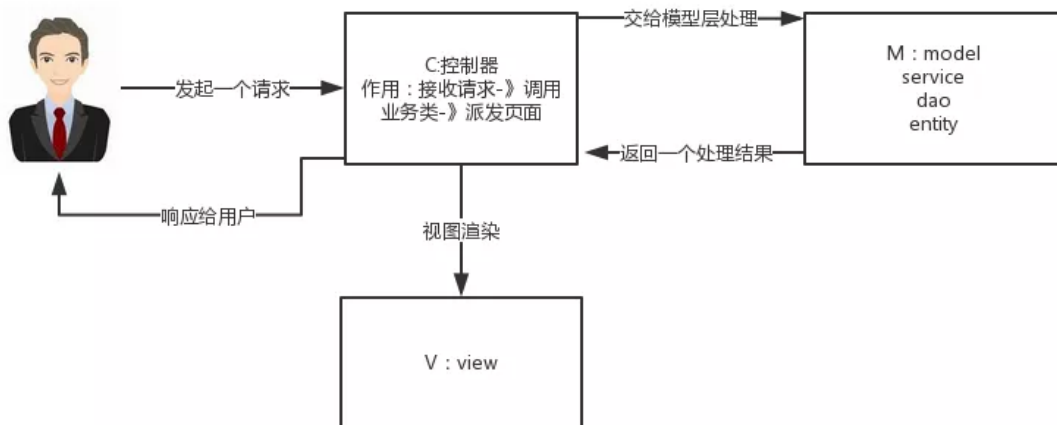 交给模型层处理
C:控制器
作用：接收请求-》调用
业务类-》派发页面
M：model
service
dao
entity
发起一个请求
返回一个处理结果
响应给用户
视图渲染
V：view